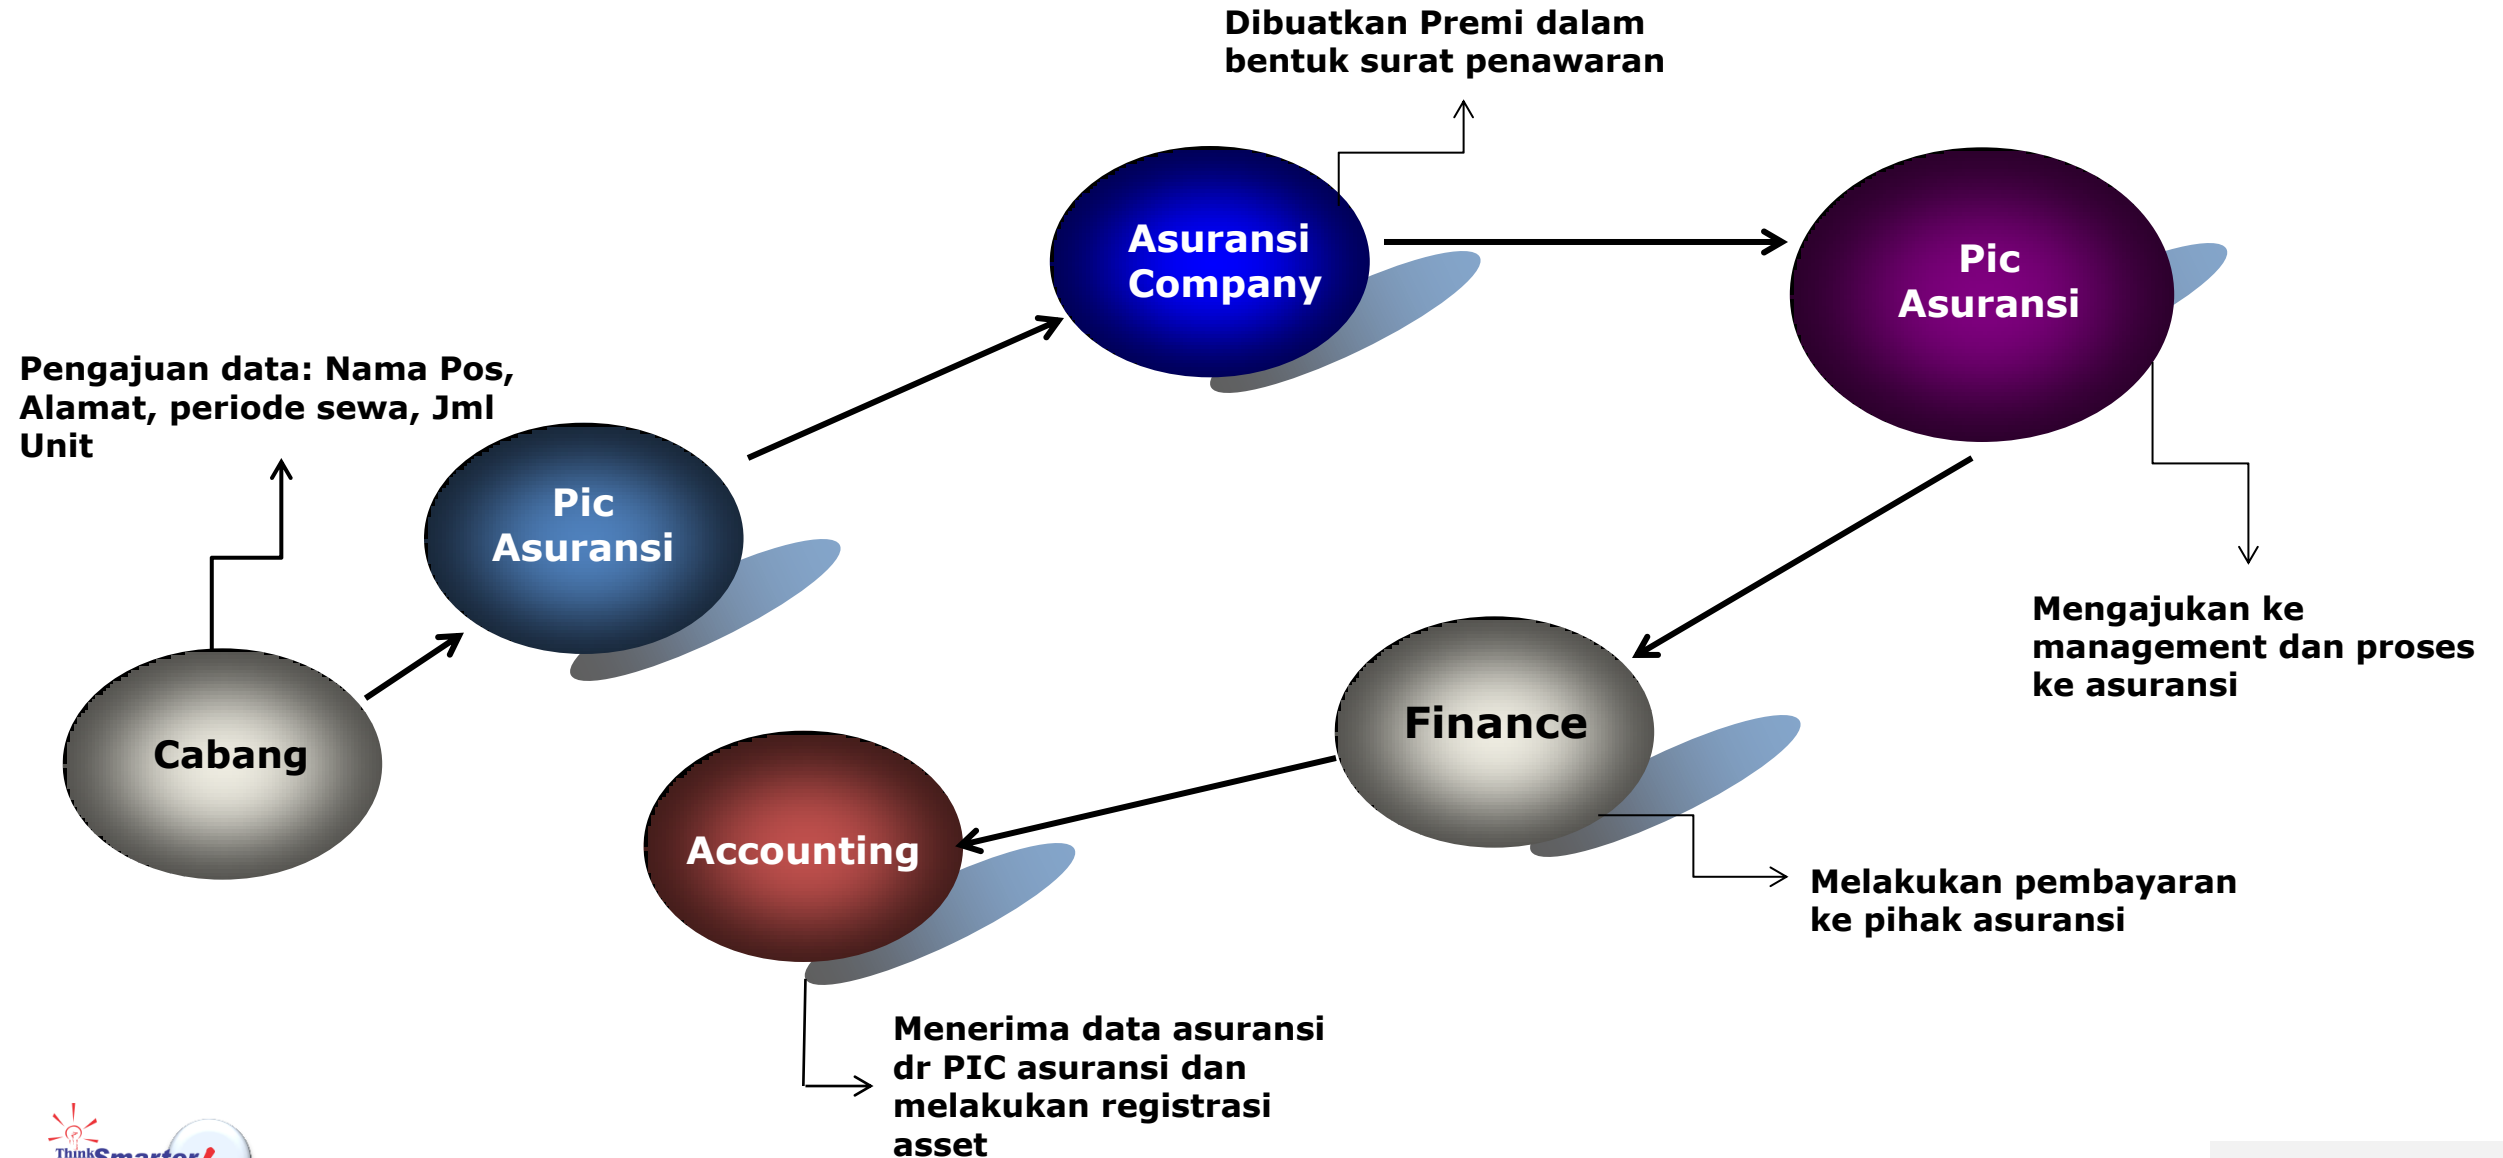 Dibuatkan Premi dalam
bentuk surat penawaran
Asuransi
Company
Pic
Asuransi
Pengajuan data: Nama Pos,
Alamat, periode sewa, Jml
Unit
Pic
Asuransi
Mengajukan ke
management dan proses
ke asuransi
Finance
Cabang
Accounting
Melakukan pembayaran
ke pihak asuransi
Menerima data asuransi
dr PIC asuransi dan
melakukan registrasi
asset
Think Smarter!